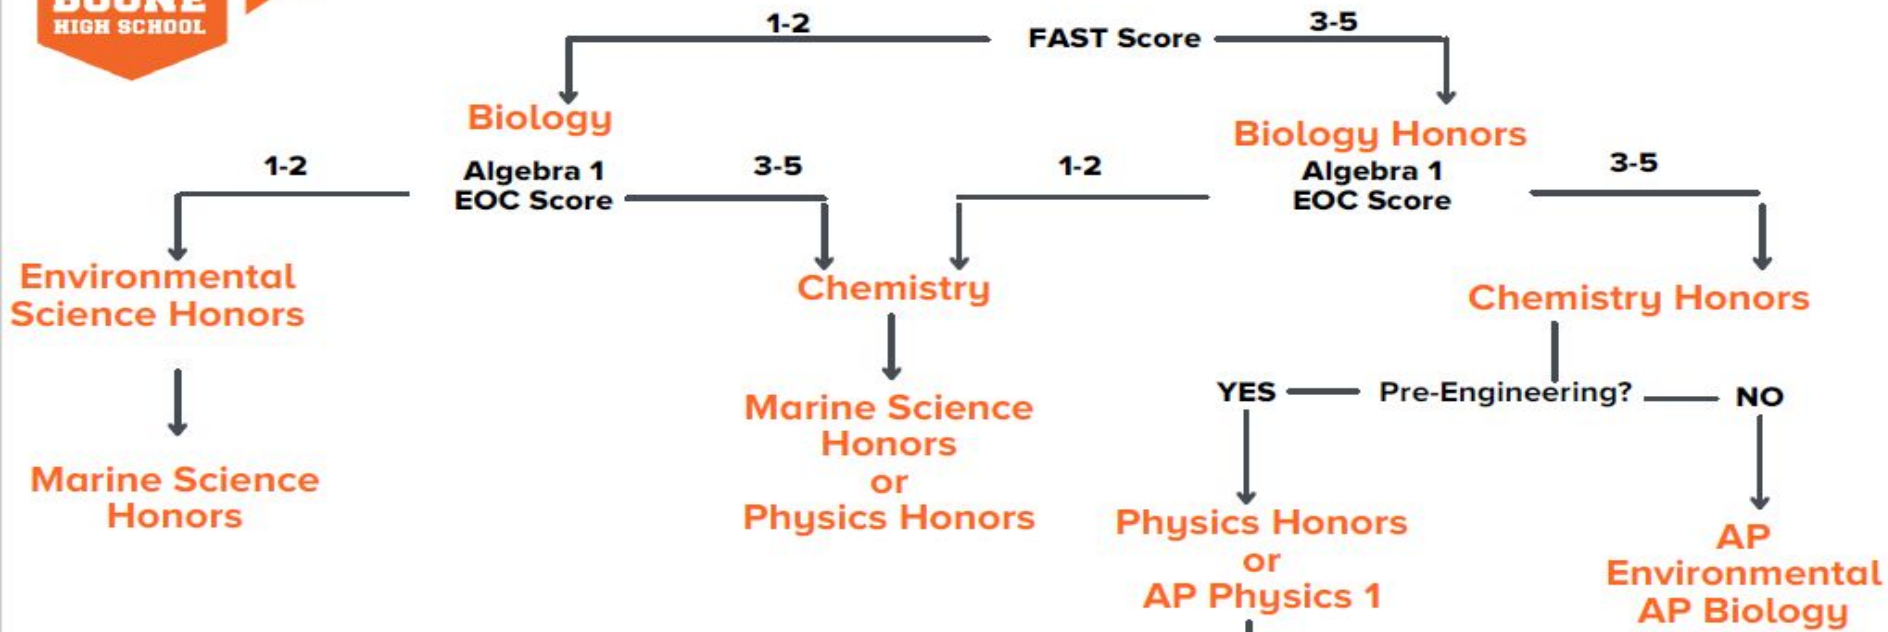 BOONE
HIGH SCHOOL
1-2
FAST Score
3-5
Biology
Biology Honors
1-2
Algebra 1
EOC Score
3-5
1-2
Algebra 1
EOC Score
3-5
Environmental
Science Honors
Chemistry
Chemistry Honors
YES
Pre-Engineering?
NO
Marine Science
Honors
or
Physics Honors
Marine Science
Honors
Physics Honors
or
AP Physics 1
AP
Environmental
AP Biology